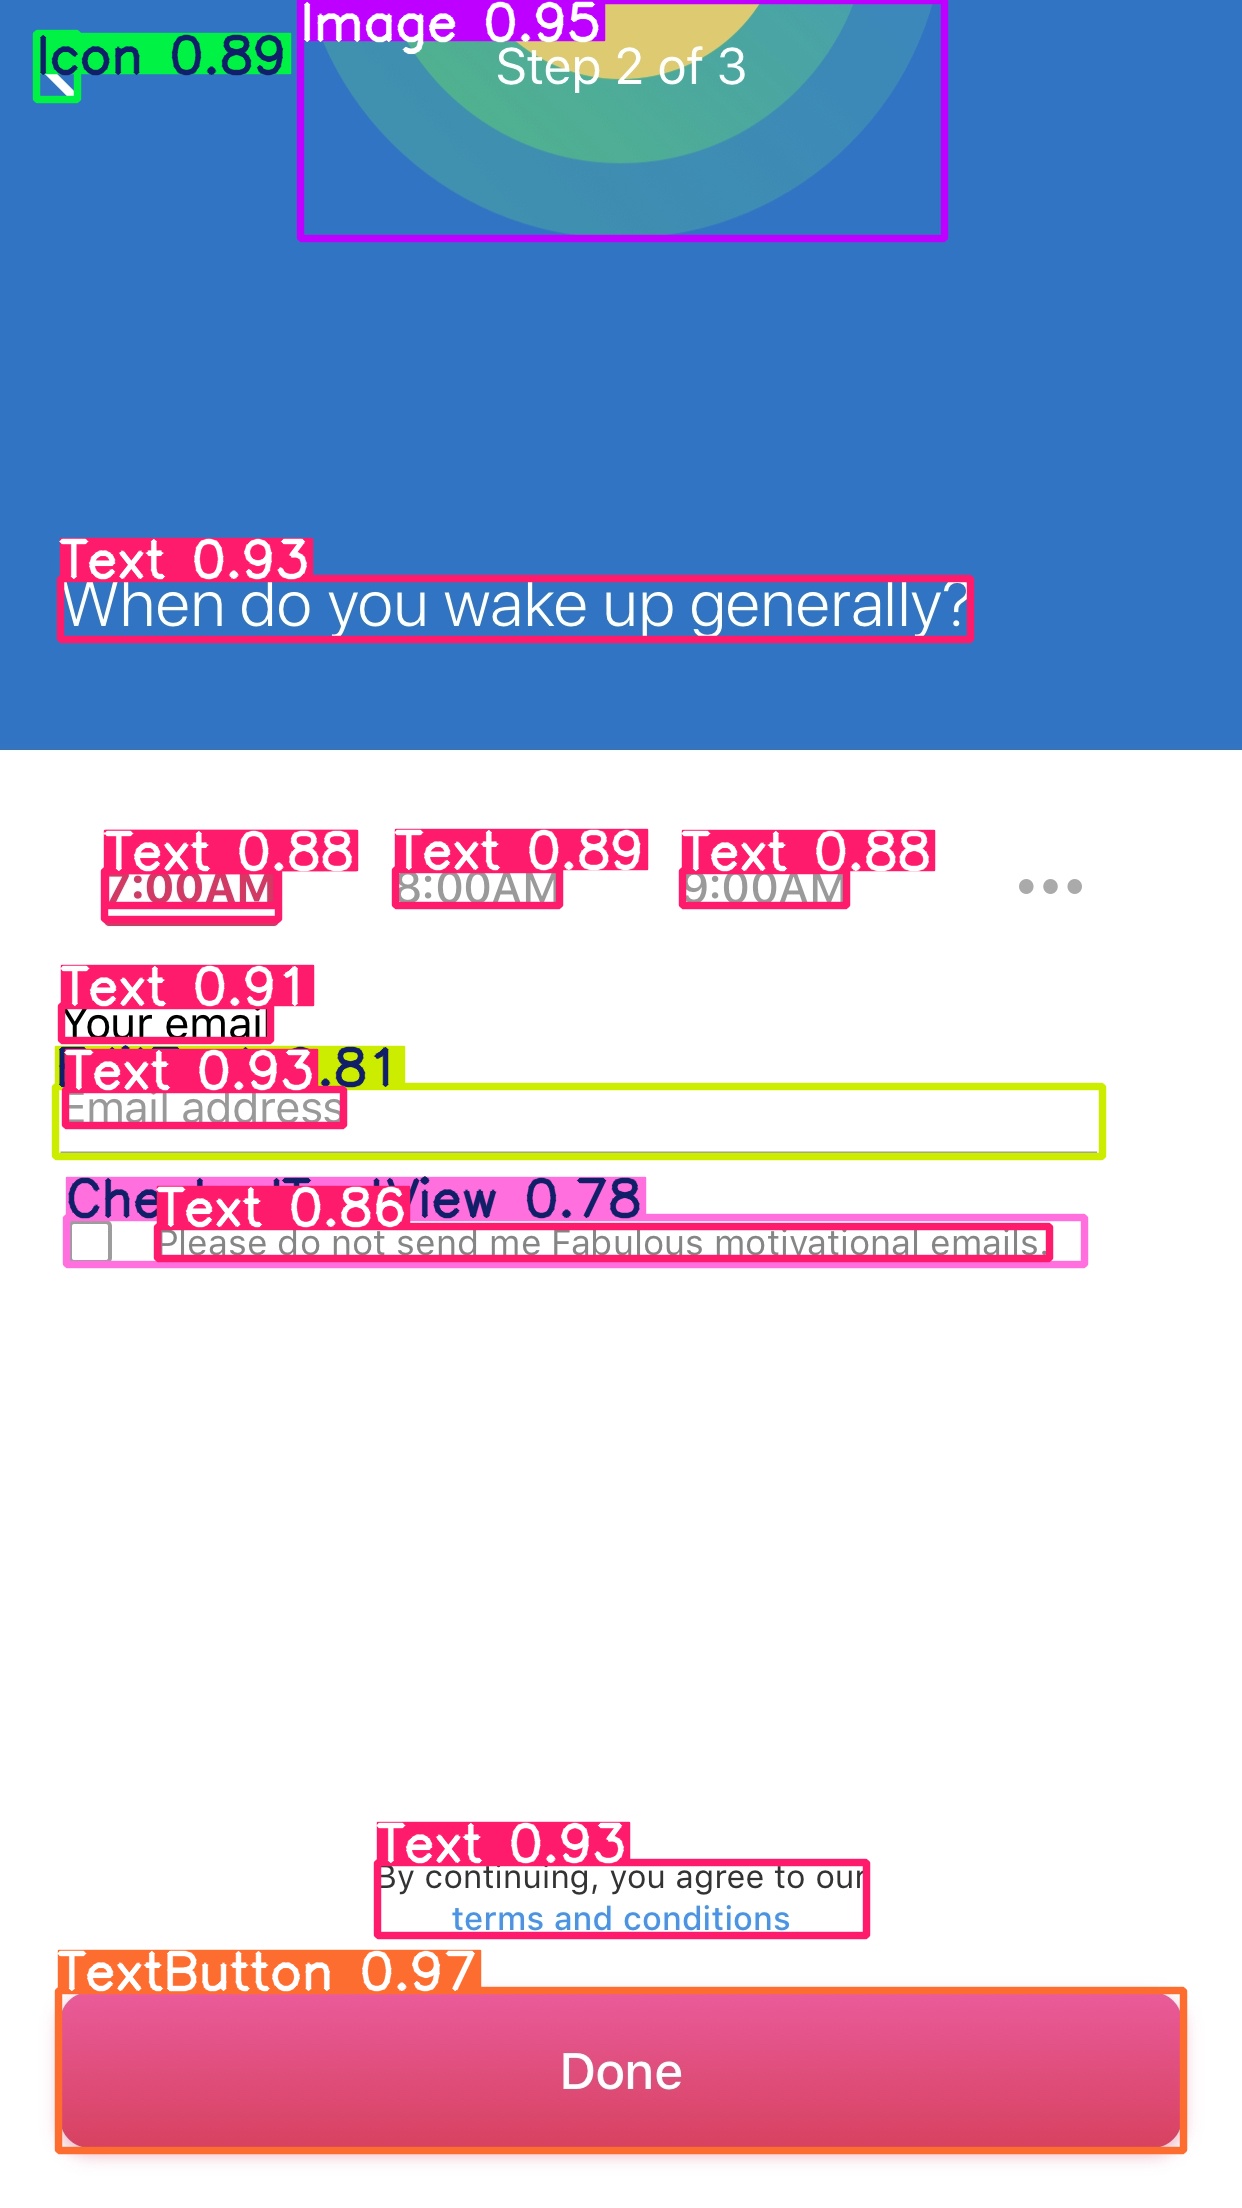 Image 0.95
Icon 0.89
Step 2 of 3
Text 0.93
When do you wake up generally?
Text 0.88 Text 0.89 Text 0.88
7:00AM 8:00AM 9:00AM
Text 0.91
Your email
Text 0.93 .81
Email address
Text 0.86 View 0.78
Please do not send me Fabulous motivational emails.
Text 0.93
By continuing, you agree to our
terms and conditions
TextButton 0.97
Done